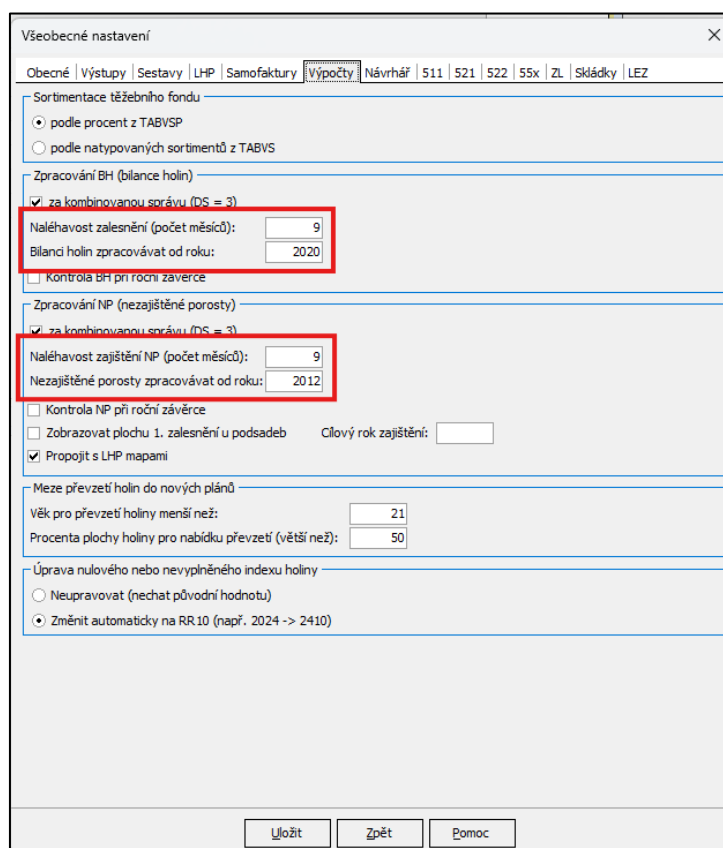 Všeobecné nastavení
Obecné Výstupy Sestavy LHP Samofaktury Výpočty Návrhář 511 521 522 55x ZL Skládky LEZ
Sortimentace těžebního fondu
podle procent z TABVSP
podle natypovaných sortimentů z TABVS
Zpracování BH (bilance holin)
za kombinovanou správu (DS = 3)
Naléhavost zalesnění (počet měsíců): 9
Bilanci holin zpracovávat od roku: 2020
Kontrola BH při roční závěrce
Zpracování NP (nezajištěné porosty)
za kombinovanou správu (DS = 3)
Naléhavost zajištění NP (počet měsíců): 9
Nezajištěné porosty zpracovávat od roku: 2012
Kontrola NP při roční závěrce
Zobrazovat plochu 1. zalesnění u podsadeb Cílový rok zajištění:
Propojit s LHP mapami
Meze převzetí holin do nových plánů
Věk pro převzetí holiny menší než: 21
Procenta plochy holiny pro nabídku převzetí (větší než): 50
Úprava nulového nebo nevyplněného indexu holiny
Neupravovat (nechat původní hodnotu)
Změnit automaticky na RR10 (např. 2024 -> 2410)
Uložit Zpět Pomoc